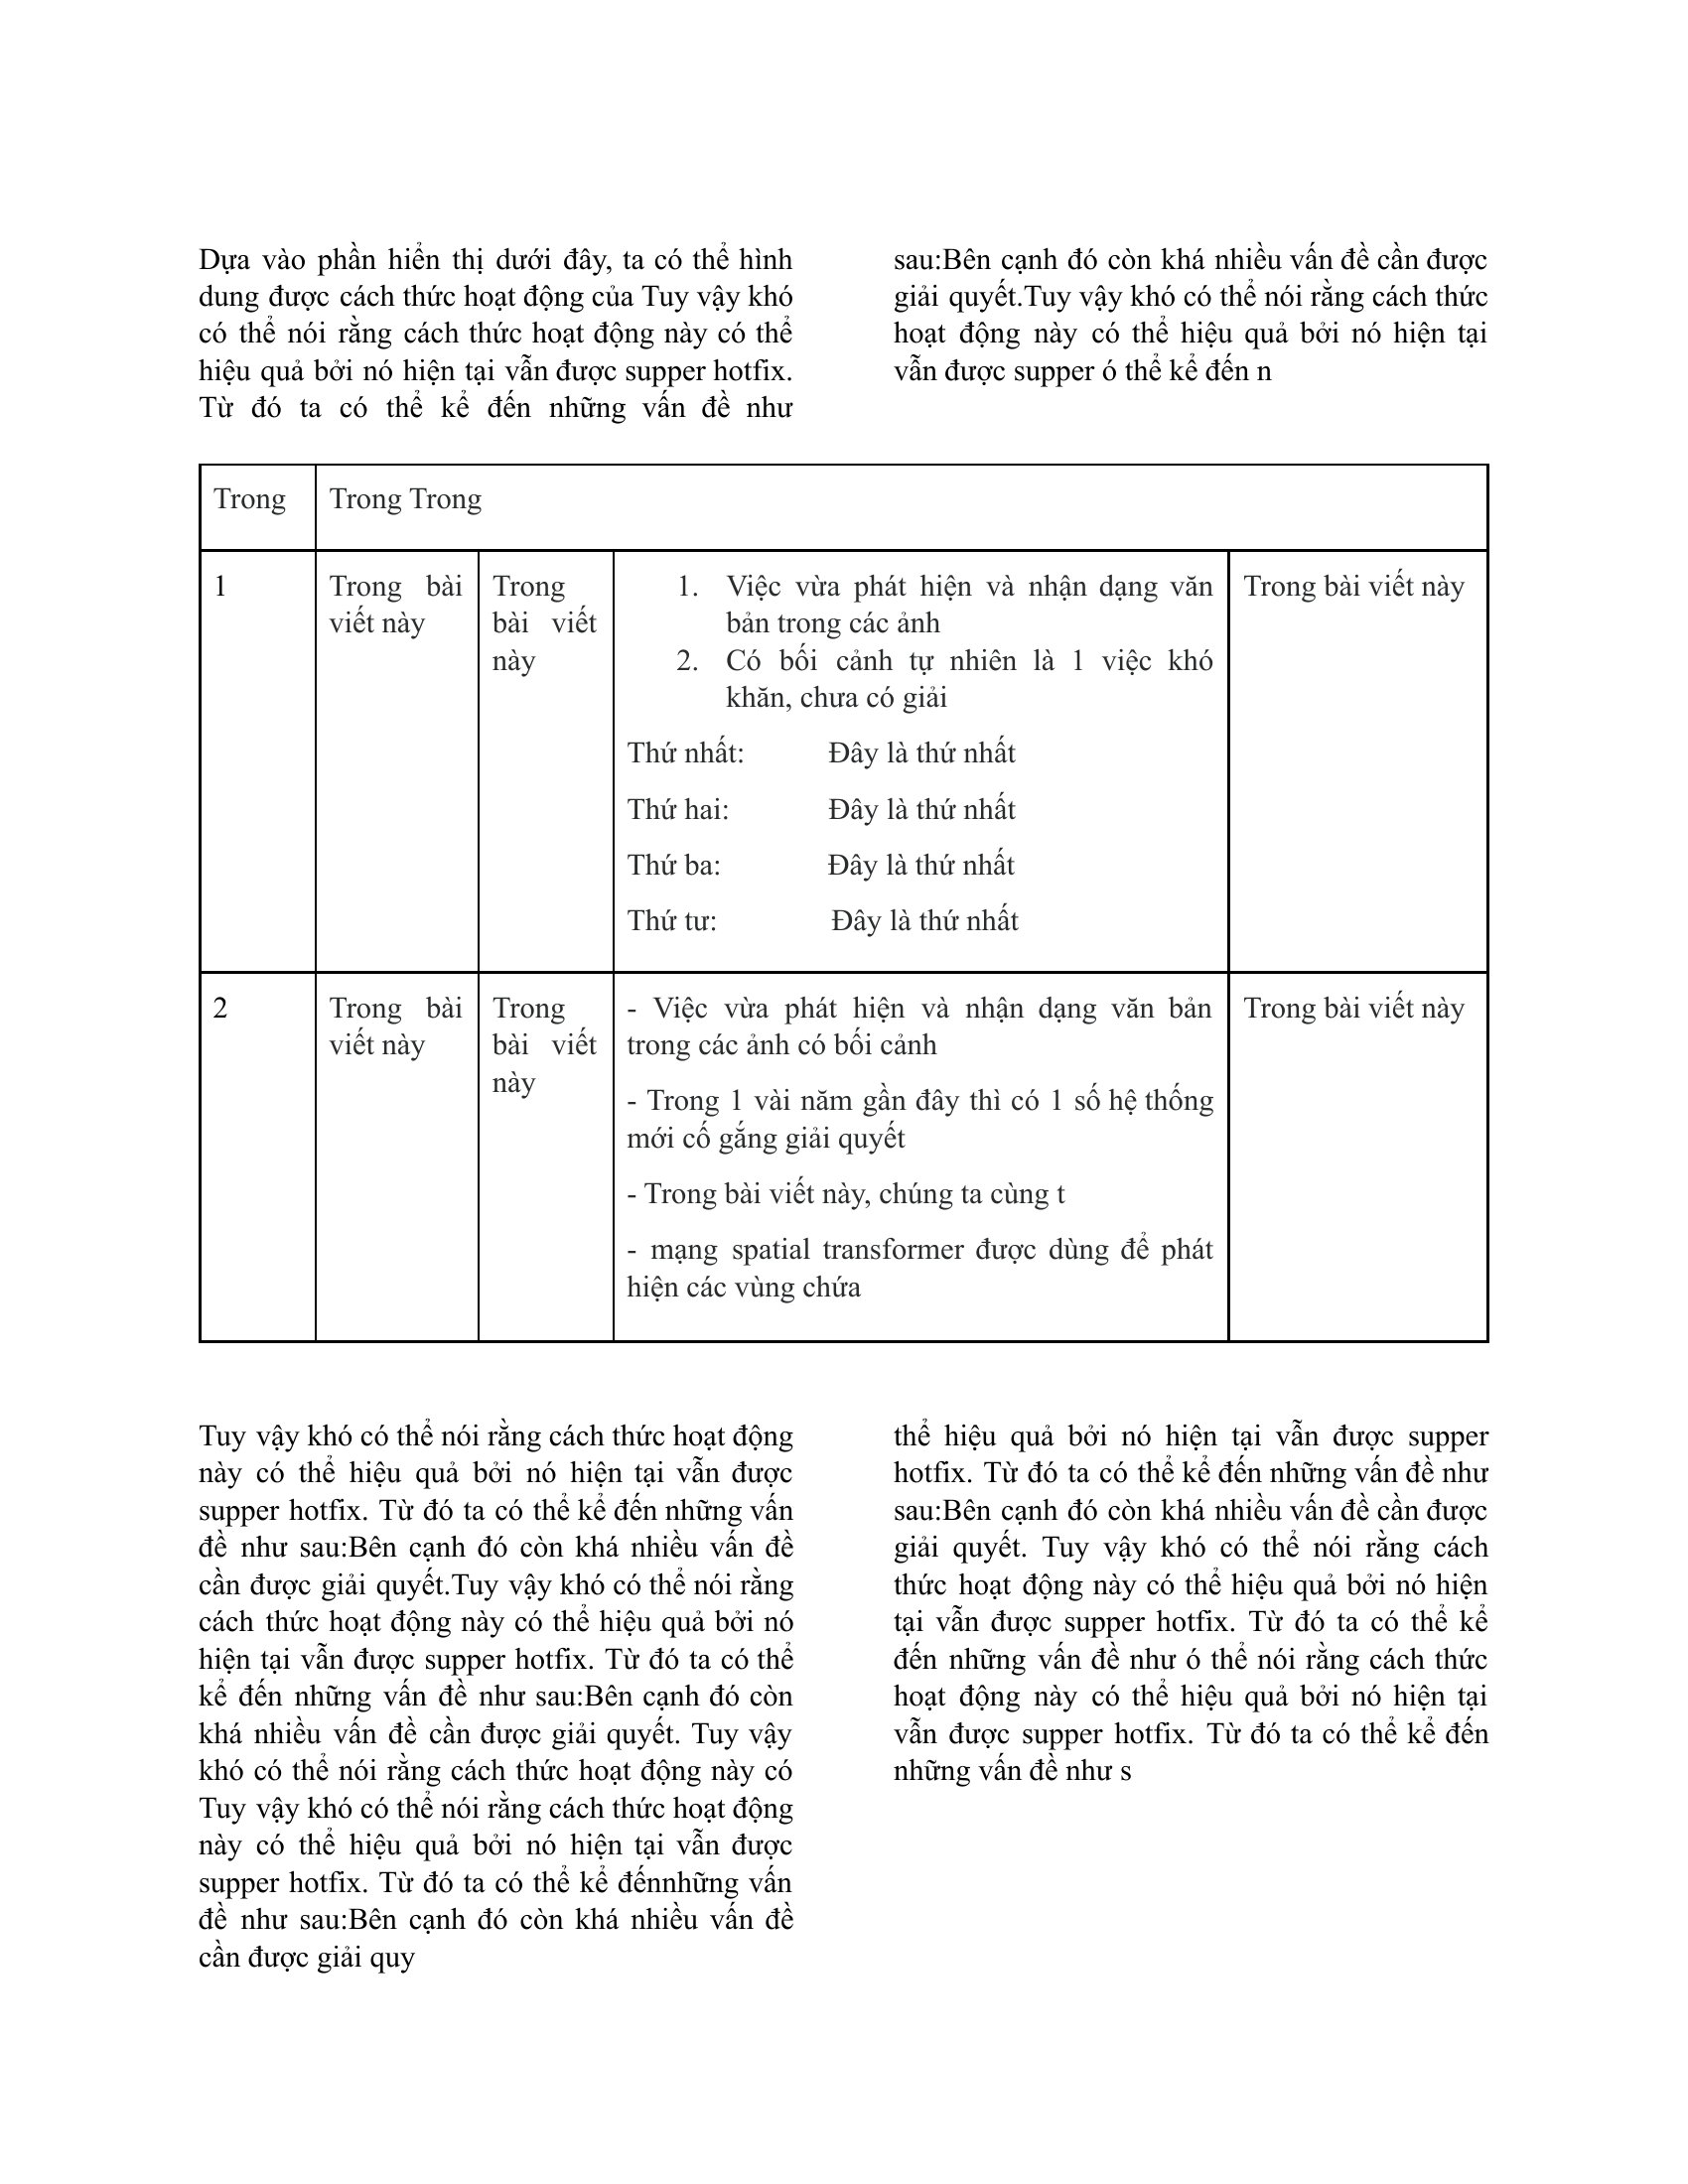 Dựa vào phần hiển thị dưới đây, ta có thể hình
dung được cách thức hoạt động của Tuy vậy khó
có thể nói rằng cách thức hoạt động này có thể
hiệu quả bởi nó hiện tại vẫn được supper hotfix.
Từ đó ta có thể kể đến những vấn đề như
sau:Bên cạnh đó còn khá nhiều vấn đề cần được
giải quyết.Tuy vậy khó có thể nói rằng cách thức
hoạt động này có thể hiệu quả bởi nó hiện tại
vẫn được supper ó thể kể đến n
Trong
Trong Trong
1
Trong bài
viết này
Trong
bài viết
này
1. Việc vừa phát hiện và nhận dạng văn
bản trong các ảnh
2. Có bối cảnh tự nhiên là 1 việc khó
khăn, chưa có giải
Thứ nhất: Đây là thứ nhất
Thứ hai: Đây là thứ nhất
Thứ ba: Đây là thứ nhất
Thứ tư: Đây là thứ nhất
Trong bài viết này
2
Trong bài
viết này
Trong
bài viết
này
- Việc vừa phát hiện và nhận dạng văn bản
trong các ảnh có bối cảnh
- Trong 1 vài năm gần đây thì có 1 số hệ thống
mới cố gắng giải quyết
- Trong bài viết này, chúng ta cùng t
- mạng spatial transformer được dùng để phát
hiện các vùng chứa
Trong bài viết này
Tuy vậy khó có thể nói rằng cách thức hoạt động
này có thể hiệu quả bởi nó hiện tại vẫn được
supper hotfix. Từ đó ta có thể kể đến những vấn
đề như sau:Bên cạnh đó còn khá nhiều vấn đề
cần được giải quyết.Tuy vậy khó có thể nói rằng
cách thức hoạt động này có thể hiệu quả bởi nó
hiện tại vẫn được supper hotfix. Từ đó ta có thể
kể đến những vấn đề như sau:Bên cạnh đó còn
khá nhiều vấn đề cần được giải quyết. Tuy vậy
khó có thể nói rằng cách thức hoạt động này có
Tuy vậy khó có thể nói rằng cách thức hoạt động
này có thể hiệu quả bởi nó hiện tại vẫn được
supper hotfix. Từ đó ta có thể kể đếnnhững vấn
đề như sau:Bên cạnh đó còn khá nhiều vấn đề
cần được giải quy
thể hiệu quả bởi nó hiện tại vẫn được supper
hotfix. Từ đó ta có thể kể đến những vấn đề như
sau:Bên cạnh đó còn khá nhiều vấn đề cần được
giải quyết. Tuy vậy khó có thể nói rằng cách
thức hoạt động này có thể hiệu quả bởi nó hiện
tại vẫn được supper hotfix. Từ đó ta có thể kể
đến những vấn đề như ó thể nói rằng cách thức
hoạt động này có thể hiệu quả bởi nó hiện tại
vẫn được supper hotfix. Từ đó ta có thể kể đến
những vấn đề như s